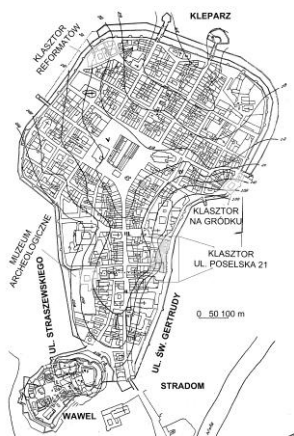 KLEPARZ
KLASZTOR
REFORMATÓW
KLASZTOR
NA GRÓDKU
MUZEUM
ARCHEOLOGICZNE
KLASZTOR
UL. POSELSKA 21
UL. STRASZEWSKIEGO
0 50 100 m
UL. ŚW. GERTRUDY
STRADOM
WAWEL